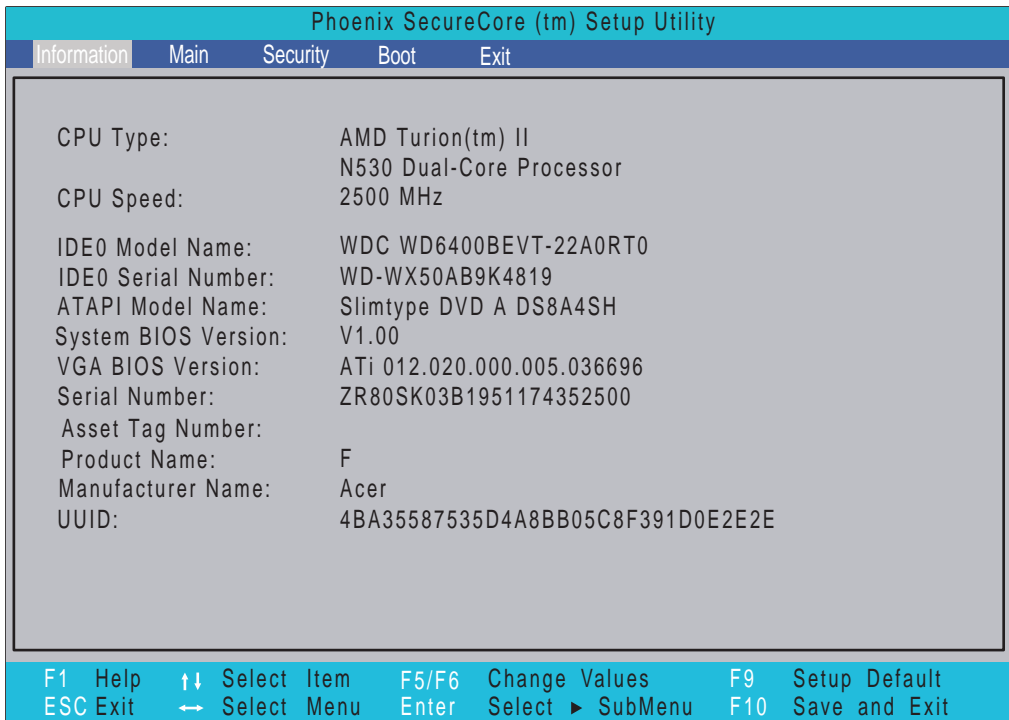 Phoenix SecureCore (tm) Setup Utility
Information Main Security Boot Exit
CPU Type: AMD Turion(tm) II
N530 Dual-Core Processor
CPU Speed: 2500 MHz
IDE0 Model Name: WDC WD6400BEVT-22A0RT0
IDE0 Serial Number: WD-WX50AB9K4819
ATAPI Model Name: Slimtype DVD A DS8A4SH
System BIOS Version: V1.00
VGA BIOS Version: ATi 012.020.000.005.036696
Serial Number: ZR80SK03B1951174352500
Asset Tag Number:
Product Name: F
Manufacturer Name: Acer
UUID: 4BA35587535D4A8BB05C8F391D0E2E2E
F1 Help ↑↓ Select Item F5/F6 Change Values F9 Setup Default
ESC Exit ↔ Select Menu Enter Select ► SubMenu F10 Save and Exit